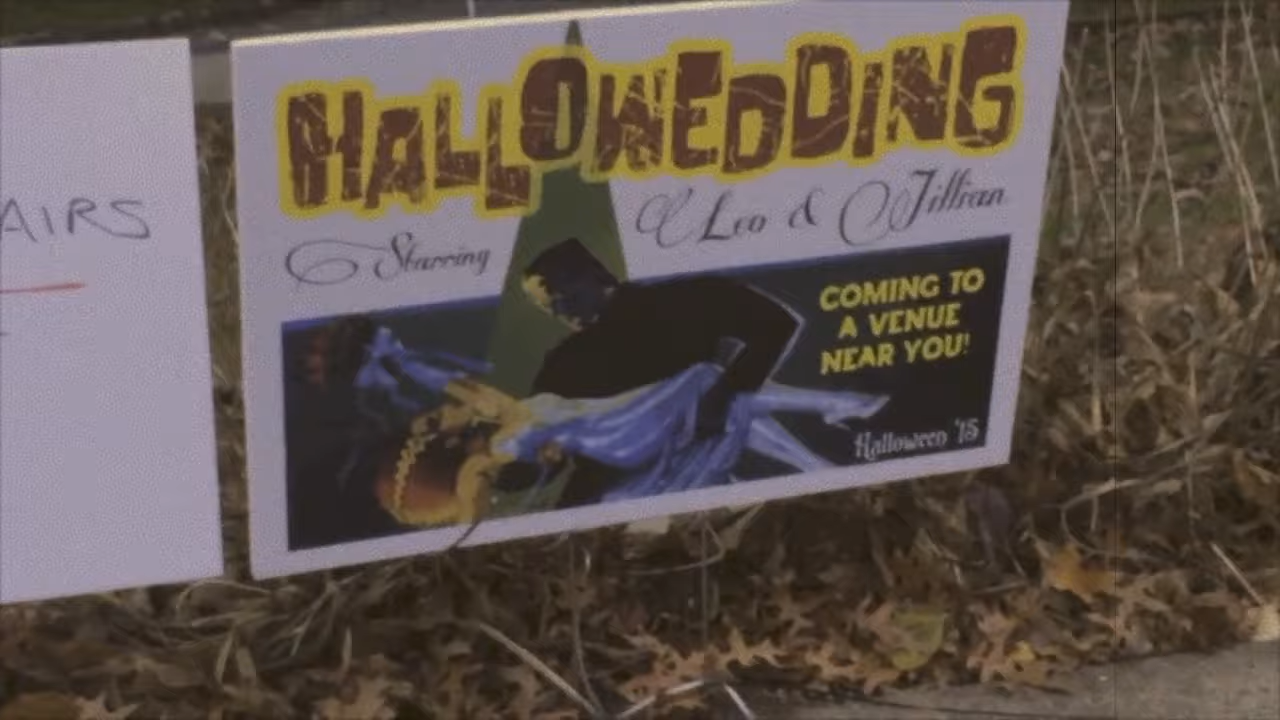 AIRS
HALLOWEDDING
Starring Leo & Jillian
COMING TO
A VENUE
NEAR YOU!
Halloween '15